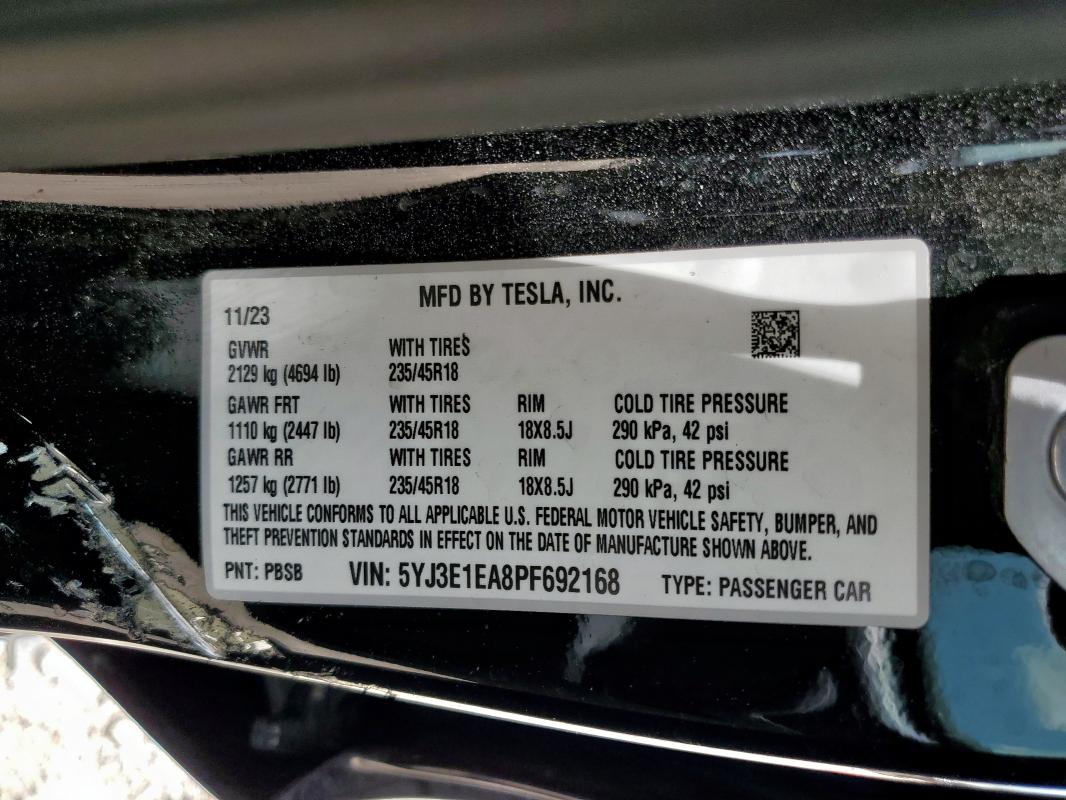 MFD BY TESLA, INC.
11/23
GVWR WITH TIRES
2129 kg (4694 lb) 235/45R18
GAWR FRT WITH TIRES RIM COLD TIRE PRESSURE
1110 kg (2447 lb) 235/45R18 18X8.5J 290 kPa, 42 psi
GAWR RR WITH TIRES RIM COLD TIRE PRESSURE
1257 kg (2771 lb) 235/45R18 18X8.5J 290 kPa, 42 psi
THIS VEHICLE CONFORMS TO ALL APPLICABLE U.S. FEDERAL MOTOR VEHICLE SAFETY, BUMPER, AND
THEFT PREVENTION STANDARDS IN EFFECT ON THE DATE OF MANUFACTURE SHOWN ABOVE.
PNT: PBSB VIN: 5YJ3E1EA8PF692168 TYPE: PASSENGER CAR